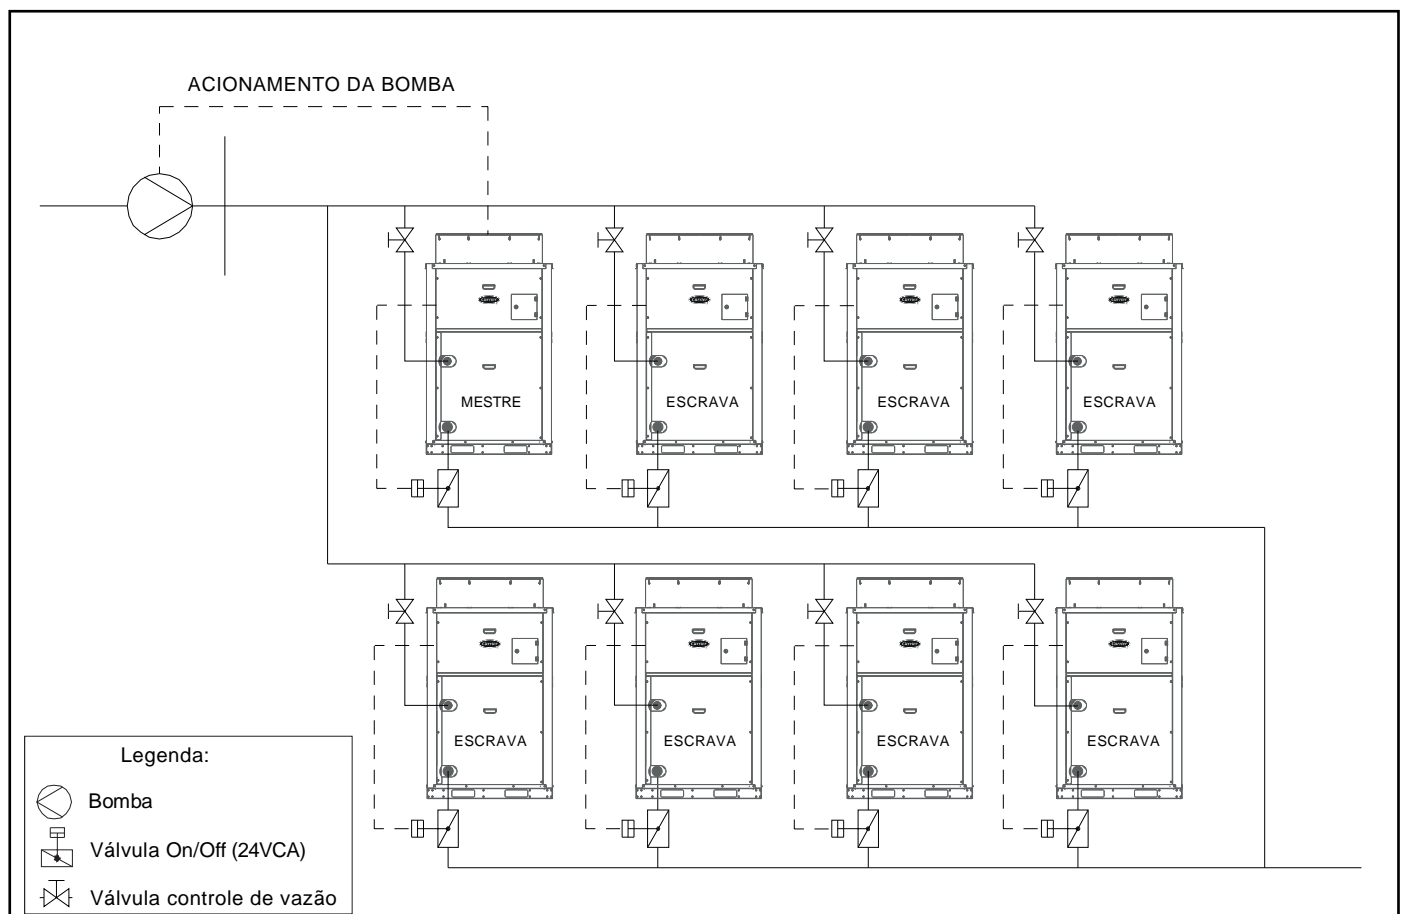 ACIONAMENTO DA BOMBA
MESTRE
ESCRAVA
ESCRAVA
ESCRAVA
ESCRAVA
ESCRAVA
ESCRAVA
ESCRAVA
Legenda:
Bomba
Válvula On/Off (24VCA)
Válvula controle de vazão